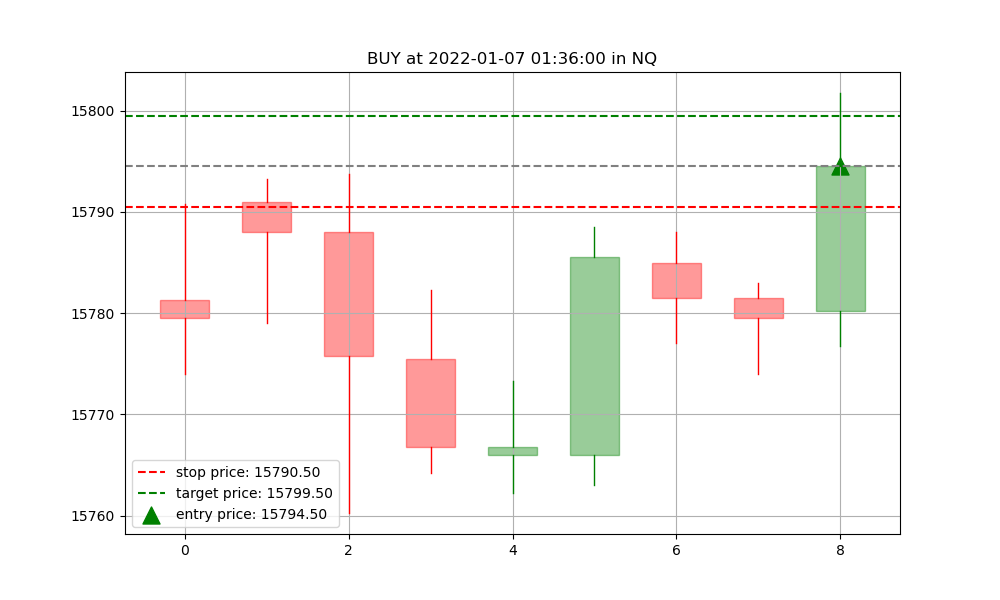 BUY at 2022-01-07 01:36:00 in NQ
15800
15790
15780
15770
15760
stop price: 15790.50
target price: 15799.50
entry price: 15794.50
0 2 4 6 8